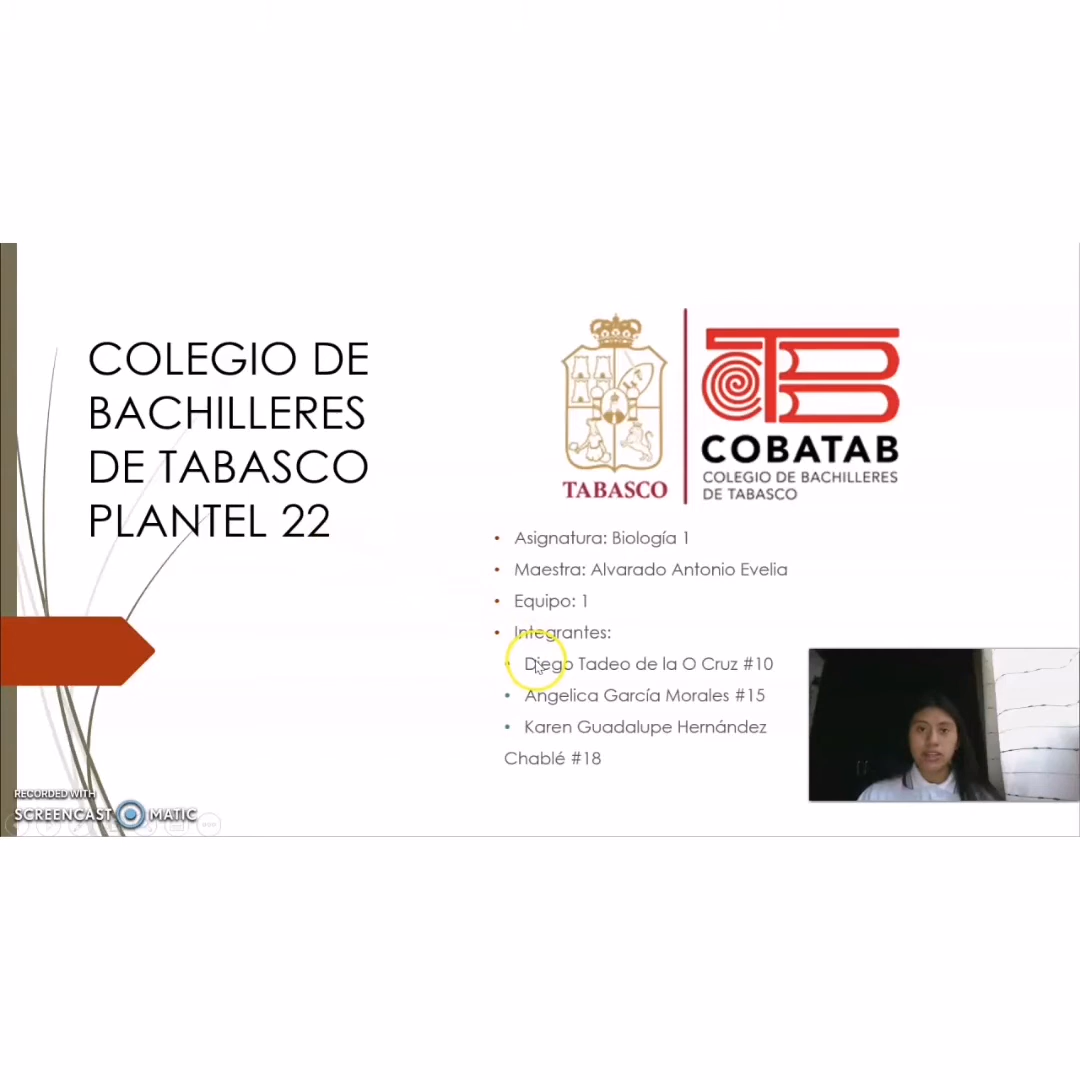 COLEGIO DE
BACHILLERES
DE TABASCO
PLANTEL 22
TABASCO
COBATAB
COLEGIO DE BACHILLERES
DE TABASCO
• Asignatura: Biología 1
• Maestra: Alvarado Antonio Evelia
• Equipo: 1
• Integrantes:
• Diego Tadeo de la O Cruz #10
• Angelica García Morales #15
• Karen Guadalupe Hernández
Chablé #18
RECORDED WITH
SCREENCAST MATIC